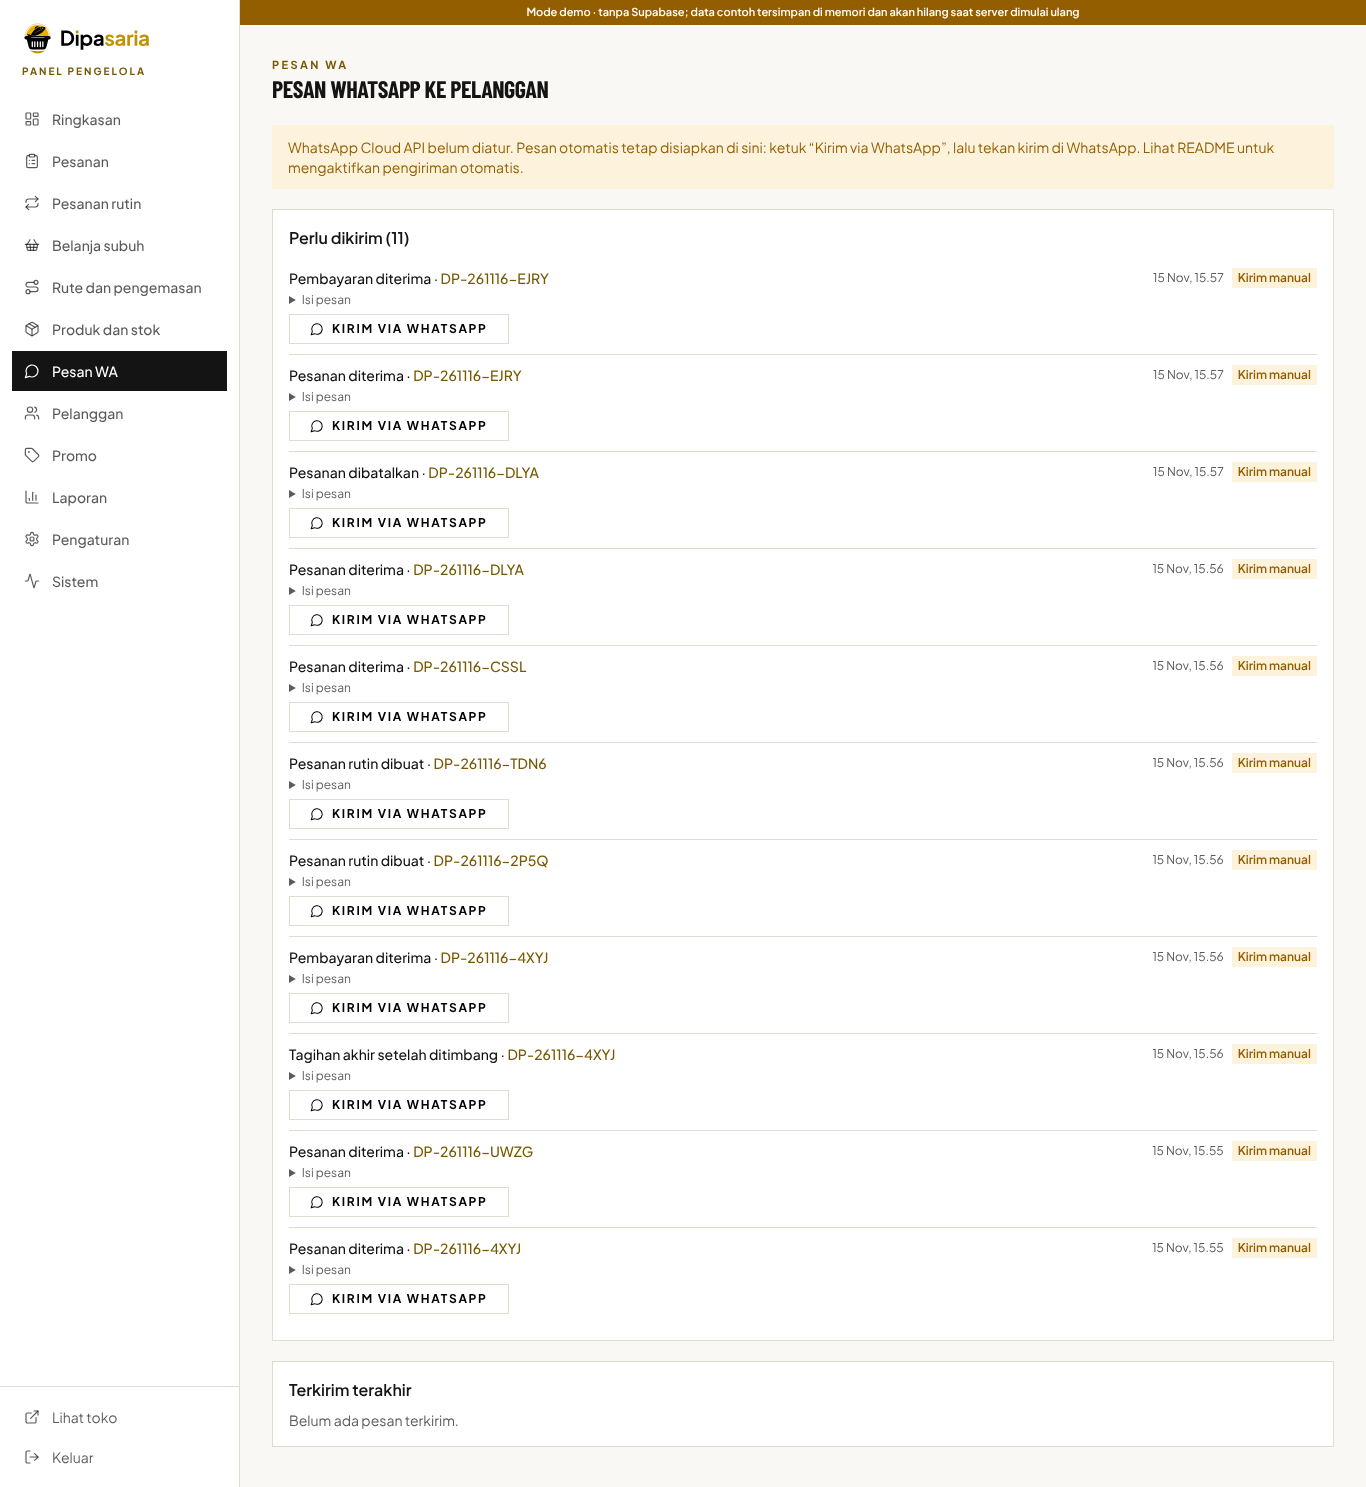 Mode demo · tanpa Supabase; data contoh tersimpan di memori dan akan hilang saat server dimulai ulang
Dipasaria
PANEL PENGELOLA
Ringkasan
Pesanan
Pesanan rutin
Belanja subuh
Rute dan pengemasan
Produk dan stok
Pesan WA
Pelanggan
Promo
Laporan
Pengaturan
Sistem
Lihat toko
Keluar
PESAN WA
PESAN WHATSAPP KE PELANGGAN
WhatsApp Cloud API belum diatur. Pesan otomatis tetap disiapkan di sini: ketuk “Kirim via WhatsApp”, lalu tekan kirim di WhatsApp. Lihat README untuk
mengaktifkan pengiriman otomatis.
Perlu dikirim (11)
Pembayaran diterima · DP-261116-EJRY 15 Nov, 15.57 Kirim manual
Isi pesan
KIRIM VIA WHATSAPP
Pesanan diterima · DP-261116-EJRY 15 Nov, 15.57 Kirim manual
Isi pesan
KIRIM VIA WHATSAPP
Pesanan dibatalkan · DP-261116-DLYA 15 Nov, 15.57 Kirim manual
Isi pesan
KIRIM VIA WHATSAPP
Pesanan diterima · DP-261116-DLYA 15 Nov, 15.56 Kirim manual
Isi pesan
KIRIM VIA WHATSAPP
Pesanan diterima · DP-261116-CSSL 15 Nov, 15.56 Kirim manual
Isi pesan
KIRIM VIA WHATSAPP
Pesanan rutin dibuat · DP-261116-TDN6 15 Nov, 15.56 Kirim manual
Isi pesan
KIRIM VIA WHATSAPP
Pesanan rutin dibuat · DP-261116-2P5Q 15 Nov, 15.56 Kirim manual
Isi pesan
KIRIM VIA WHATSAPP
Pembayaran diterima · DP-261116-4XYJ 15 Nov, 15.56 Kirim manual
Isi pesan
KIRIM VIA WHATSAPP
Tagihan akhir setelah ditimbang · DP-261116-4XYJ 15 Nov, 15.56 Kirim manual
Isi pesan
KIRIM VIA WHATSAPP
Pesanan diterima · DP-261116-UWZG 15 Nov, 15.55 Kirim manual
Isi pesan
KIRIM VIA WHATSAPP
Pesanan diterima · DP-261116-4XYJ 15 Nov, 15.55 Kirim manual
Isi pesan
KIRIM VIA WHATSAPP
Terkirim terakhir
Belum ada pesan terkirim.